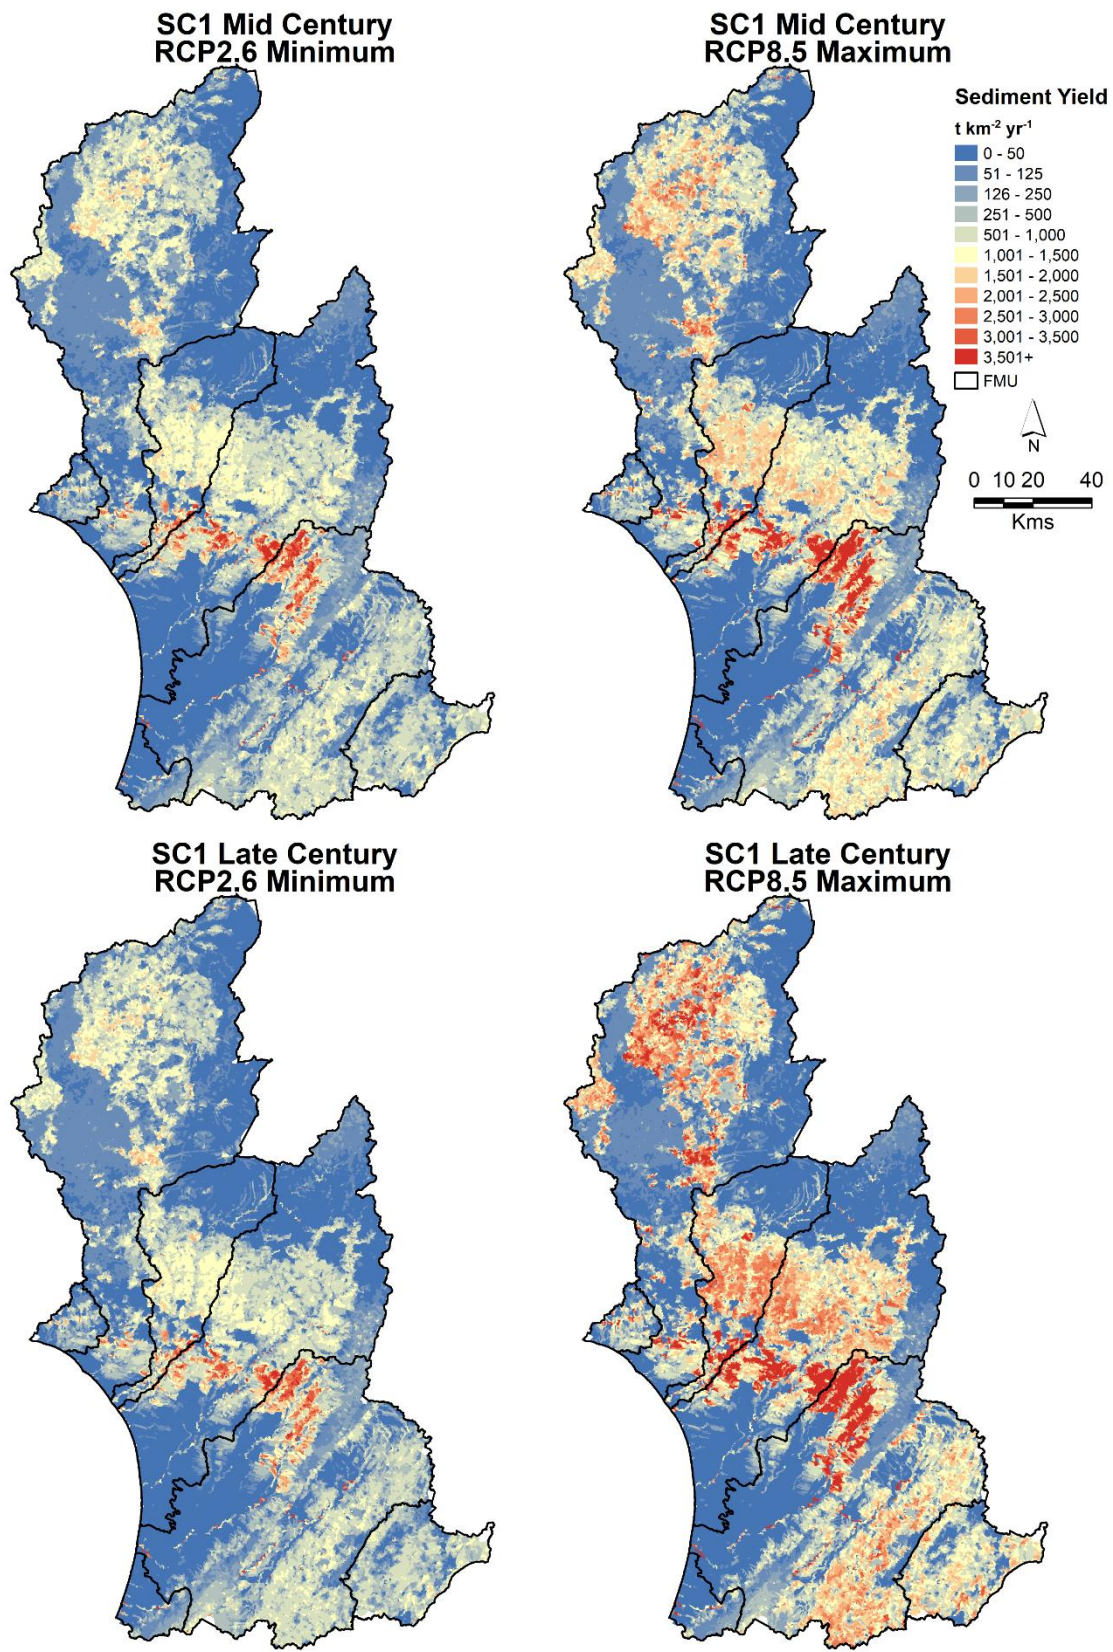 SC1 Mid Century
RCP2.6 Minimum
SC1 Mid Century
RCP8.5 Maximum
Sediment Yield
t km⁻² yr⁻¹
0 - 50
51 - 125
126 - 250
251 - 500
501 - 1,000
1,001 - 1,500
1,501 - 2,000
2,001 - 2,500
2,501 - 3,000
3,001 - 3,500
3,501+
FMU
N
0 10 20 40
Kms
SC1 Late Century
RCP2.6 Minimum
SC1 Late Century
RCP8.5 Maximum